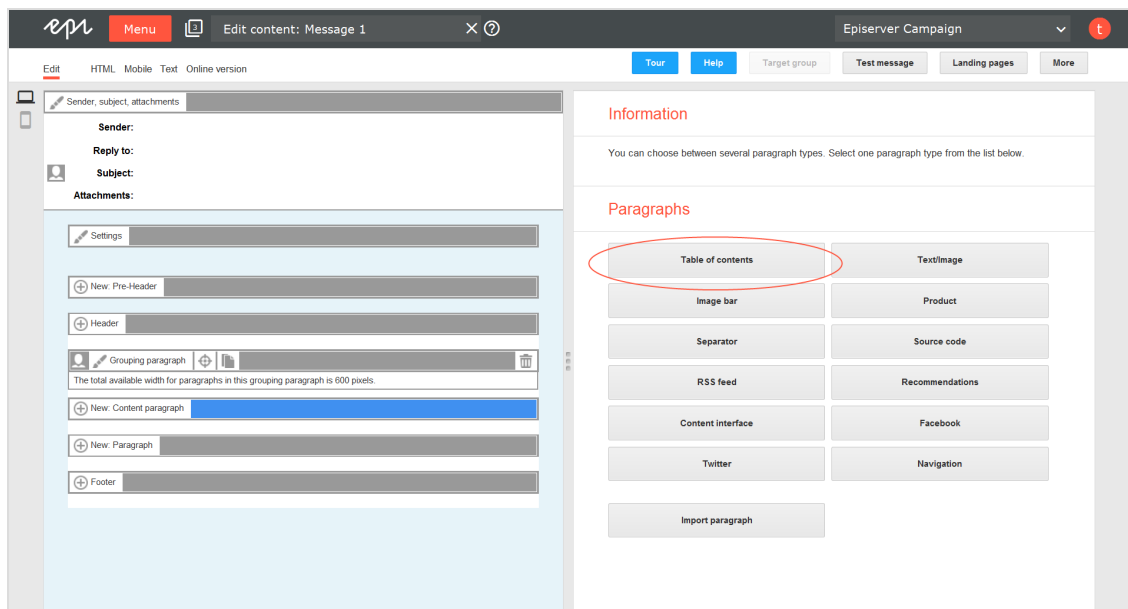 epi Menu 3 Edit content: Message 1 Episerver Campaign t
Edit HTML Mobile Text Online version Tour Help Target group Test message Landing pages More
Sender, subject, attachments
Sender:
Reply to:
Subject:
Attachments:
Settings
New: Pre-Header
Header
Grouping paragraph
The total available width for paragraphs in this grouping paragraph is 600 pixels.
New: Content paragraph
New: Paragraph
Footer
Information
You can choose between several paragraph types. Select one paragraph type from the list below.
Paragraphs
Table of contents Text/Image
Image bar Product
Separator Source code
RSS feed Recommendations
Content interface Facebook
Twitter Navigation
Import paragraph